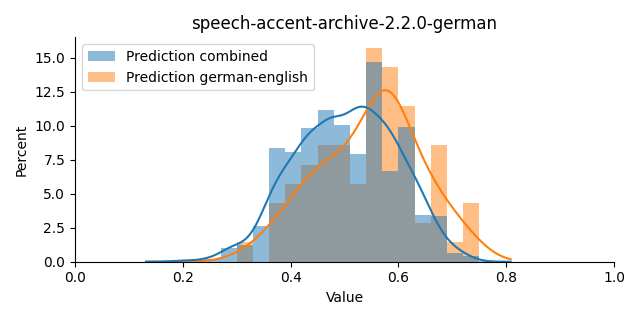 speech-accent-archive-2.2.0-german
Prediction combined
Prediction german-english
Percent
15.0
12.5
10.0
7.5
5.0
2.5
0.0
0.0
0.2
0.4
0.6
0.8
1.0
Value